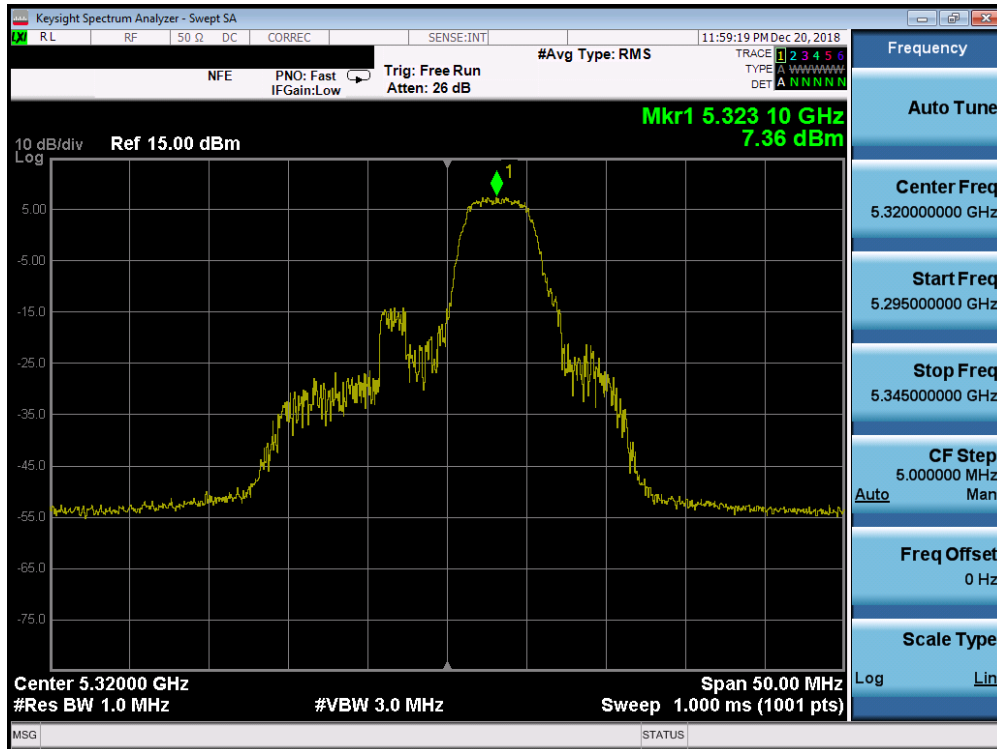 Keysight Spectrum Analyzer - Swept SA
LXI RL RF 50 Ω DC CORREC SENSE:INT 11:59:19 PM Dec 20, 2018
#Avg Type: RMS
TRACE 1 2 3 4 5 6
TYPE A WWWWW
DET A N N N N N
NFE PNO: Fast Trig: Free Run
IFGain:Low Atten: 26 dB
Mkr1 5.323 10 GHz
7.36 dBm
10 dB/div Ref 15.00 dBm
Log
1
5.00
-5.00
-15.0
-25.0
-35.0
-45.0
-55.0
-65.0
-75.0
Center 5.32000 GHz Span 50.00 MHz
#Res BW 1.0 MHz #VBW 3.0 MHz Sweep 1.000 ms (1001 pts)
MSG STATUS
Frequency
Auto Tune
Center Freq
5.320000000 GHz
Start Freq
5.295000000 GHz
Stop Freq
5.345000000 GHz
CF Step
5.000000 MHz
Auto Man
Freq Offset
0 Hz
Scale Type
Log Lin